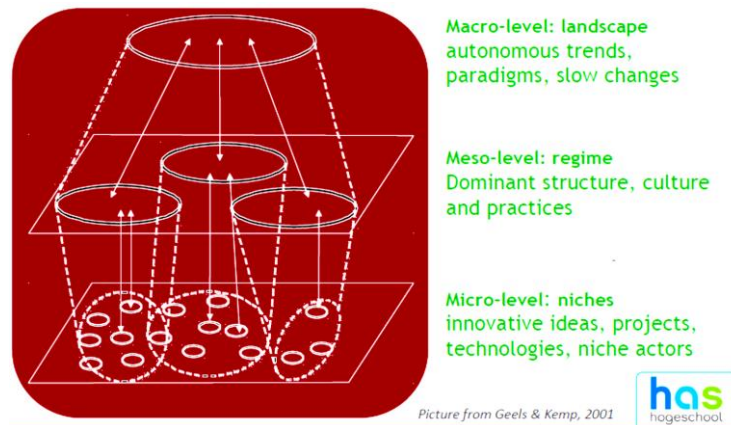 Macro-level: landscape
autonomous trends,
paradigms, slow changes
Meso-level: regime
Dominant structure, culture
and practices
Micro-level: niches
innovative ideas, projects,
technologies, niche actors
Picture from Geels & Kemp, 2001
has
hogeschool